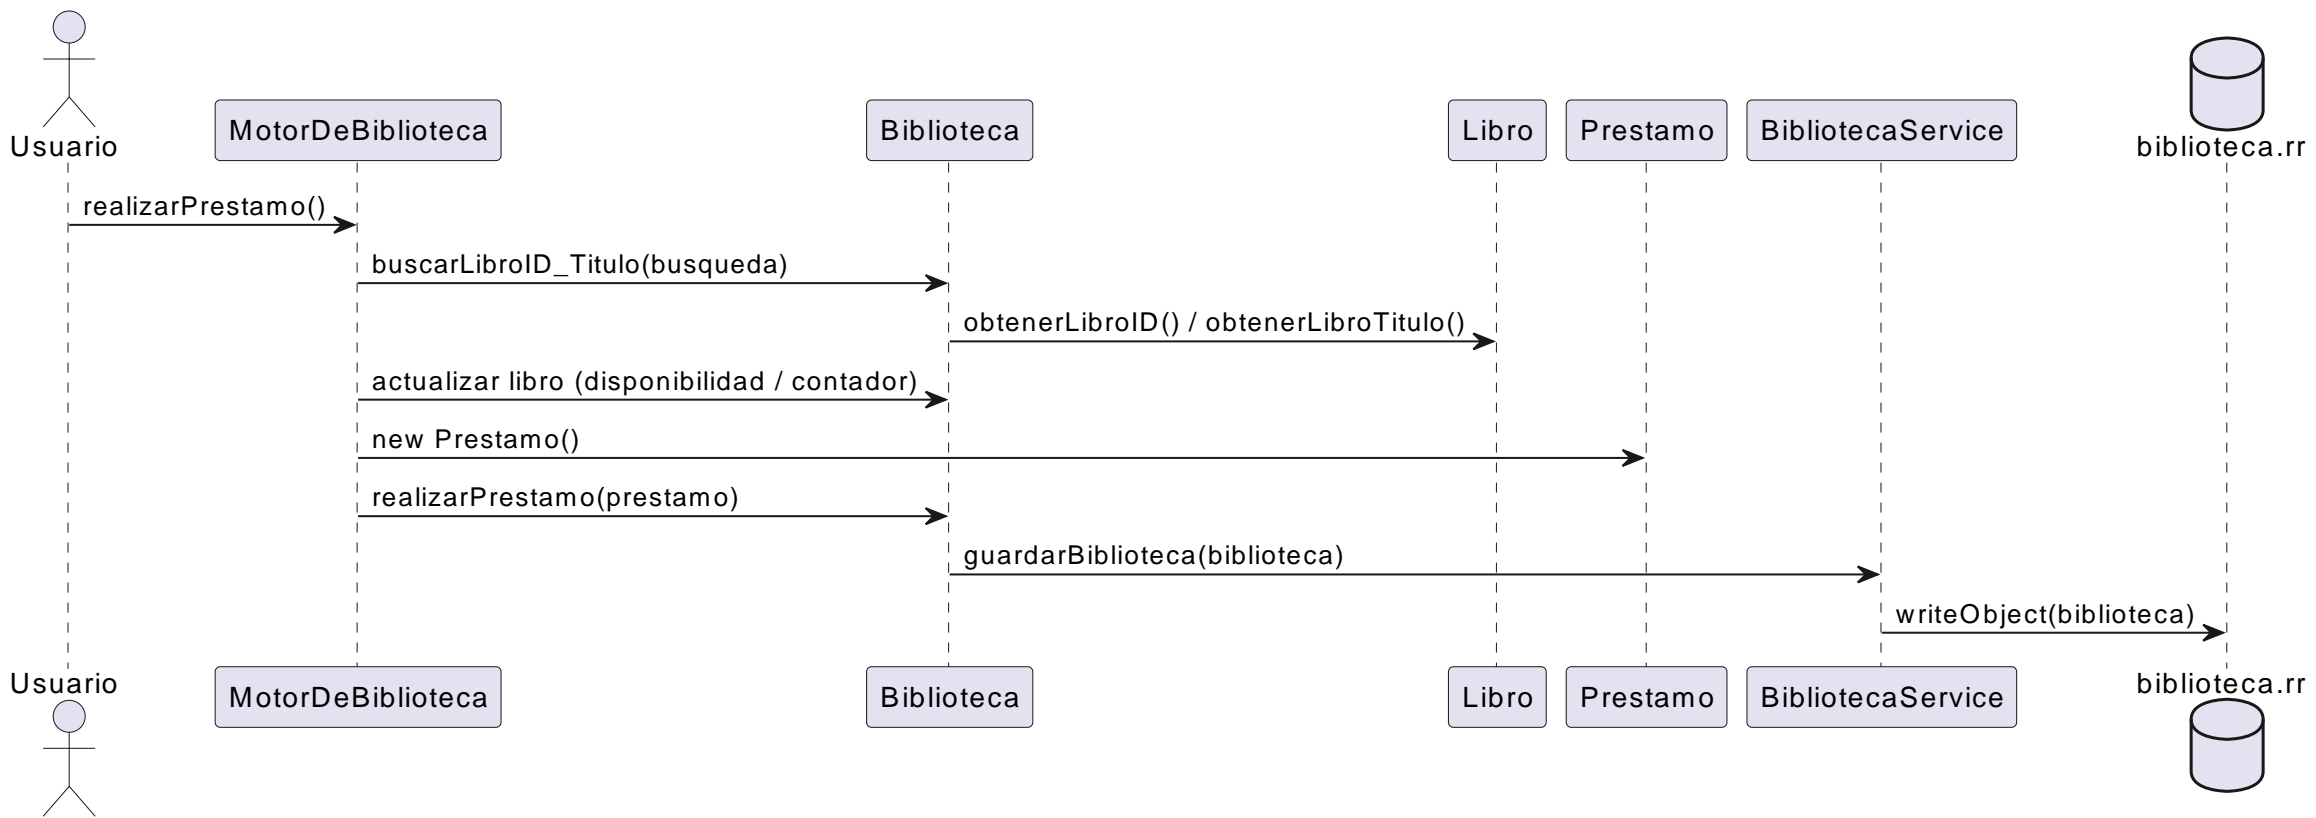 Usuario
MotorDeBiblioteca
Biblioteca
Libro
Prestamo
BibliotecaService
biblioteca.rr
realizarPrestamo()
buscarLibroID_Titulo(busqueda)
obtenerLibroID() / obtenerLibroTitulo()
actualizar libro (disponibilidad / contador)
new Prestamo()
realizarPrestamo(prestamo)
guardarBiblioteca(biblioteca)
writeObject(biblioteca)
Usuario
MotorDeBiblioteca
Biblioteca
Libro
Prestamo
BibliotecaService
biblioteca.rr